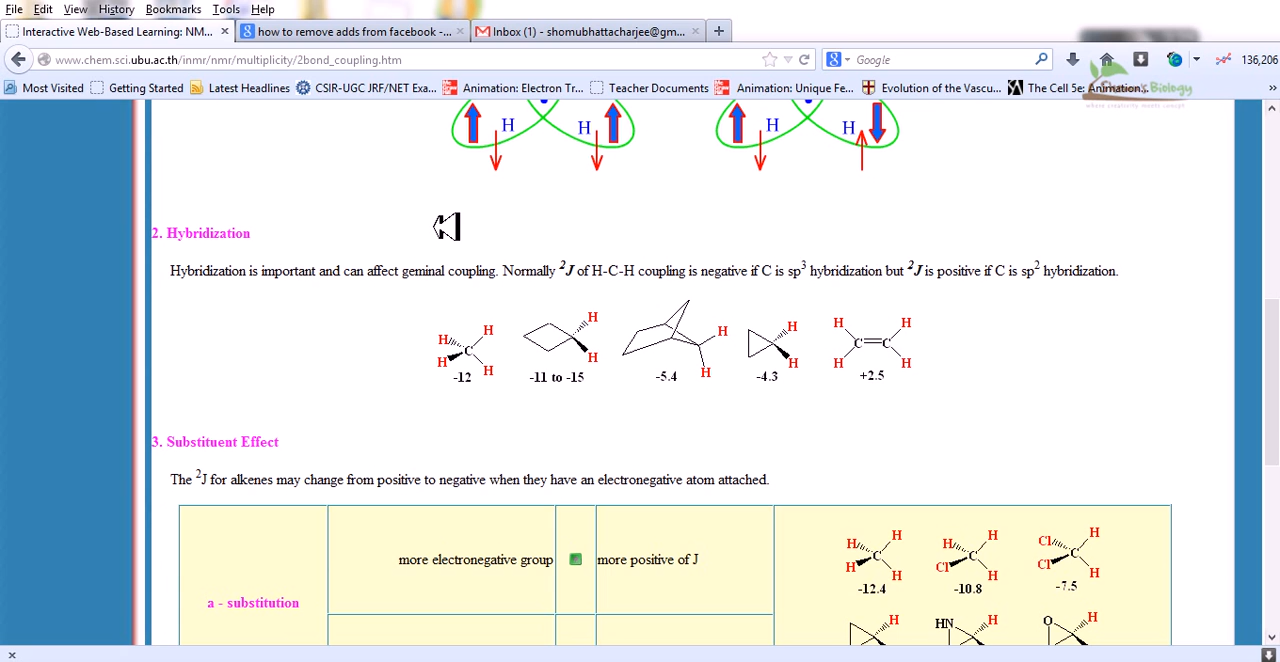 File Edit View History Bookmarks Tools Help
Interactive Web-Based Learning: NM... × how to remove adds from facebook -... × Inbox (1) - shomubhattacharjee@gm... × +
www.chem.sci.ubu.ac.th/inmr/nmr/multiplicity/2bond_coupling.htm Google 136,206
Most Visited Getting Started Latest Headlines CSIR-UGC JRF/NET Exa... Animation: Electron Tr... Teacher Documents Animation: Unique Fe... Evolution of the Vascu... The Cell 5e: Animation... »
where creativity meets concept
H H H H
2. Hybridization
Hybridization is important and can affect geminal coupling. Normally ²J of H-C-H coupling is negative if C is sp³ hybridization but ²J is positive if C is sp² hybridization.
H H H H C
H H
H H
H H
H H H H C C
-12 -11 to -15 -5.4 -4.3 +2.5
3. Substituent Effect
The ²J for alkenes may change from positive to negative when they have an electronegative atom attached.
more electronegative group more positive of J
a - substitution
H H H H C
H H Cl H C
Cl H Cl H C
-12.4 -10.8 -7.5
H HN H O H